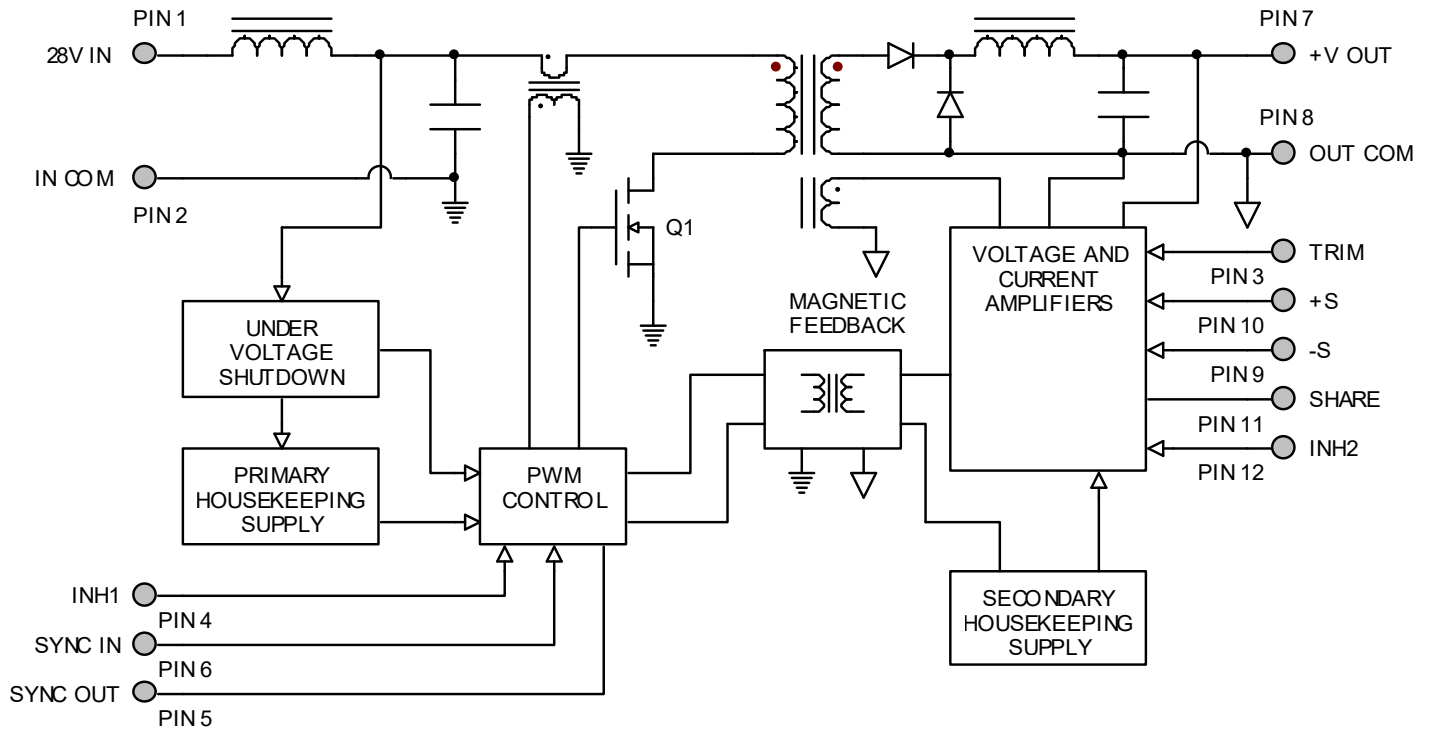 PIN 1
28V IN
IN COM
PIN 2
PIN 7
+V OUT
PIN 8
OUT COM
Q1
VOLTAGE AND
CURRENT
AMPLIFIERS
TRIM
PIN 3
+S
PIN 10
-S
PIN 9
SHARE
PIN 11
INH2
PIN 12
MAGNETIC
FEEDBACK
UNDER
VOLTAGE
SHUTDOWN
PRIMARY
HOUSEKEEPING
SUPPLY
PWM
CONTROL
SECONDARY
HOUSEKEEPING
SUPPLY
INH1
PIN 4
SYNC IN
PIN 6
SYNC OUT
PIN 5